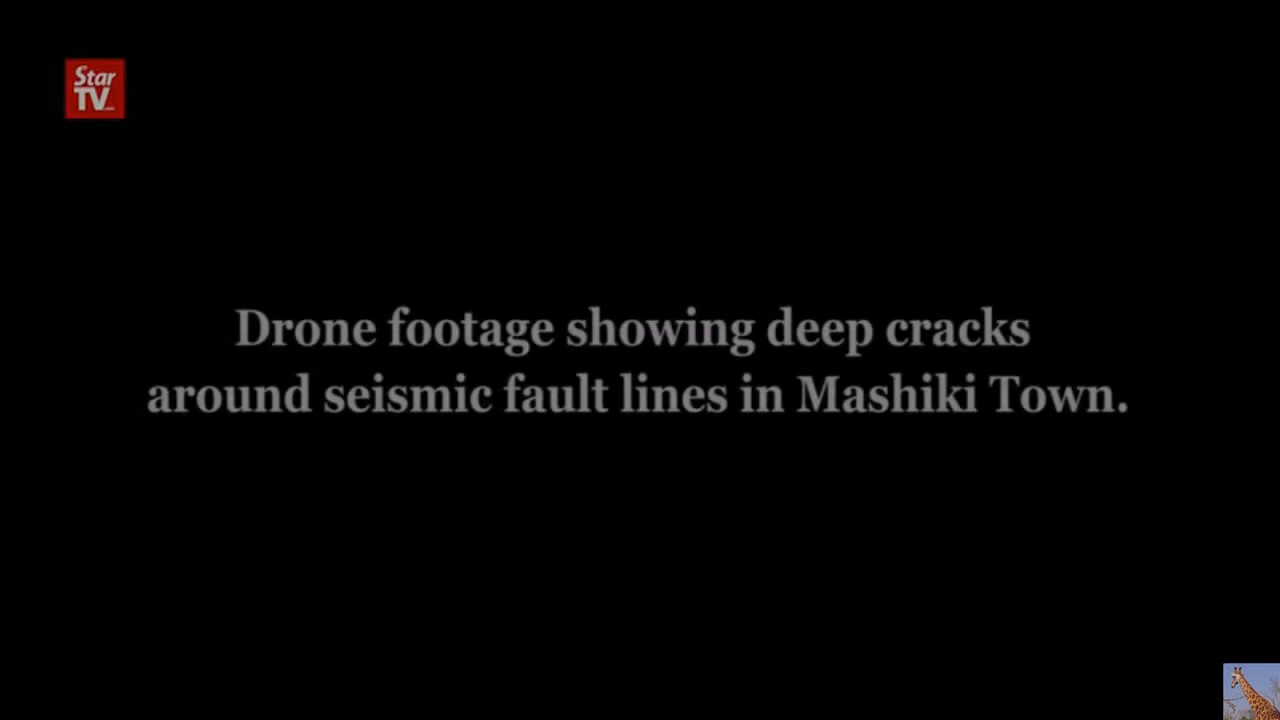 Star
TV
Drone footage showing deep cracks
around seismic fault lines in Mashiki Town.